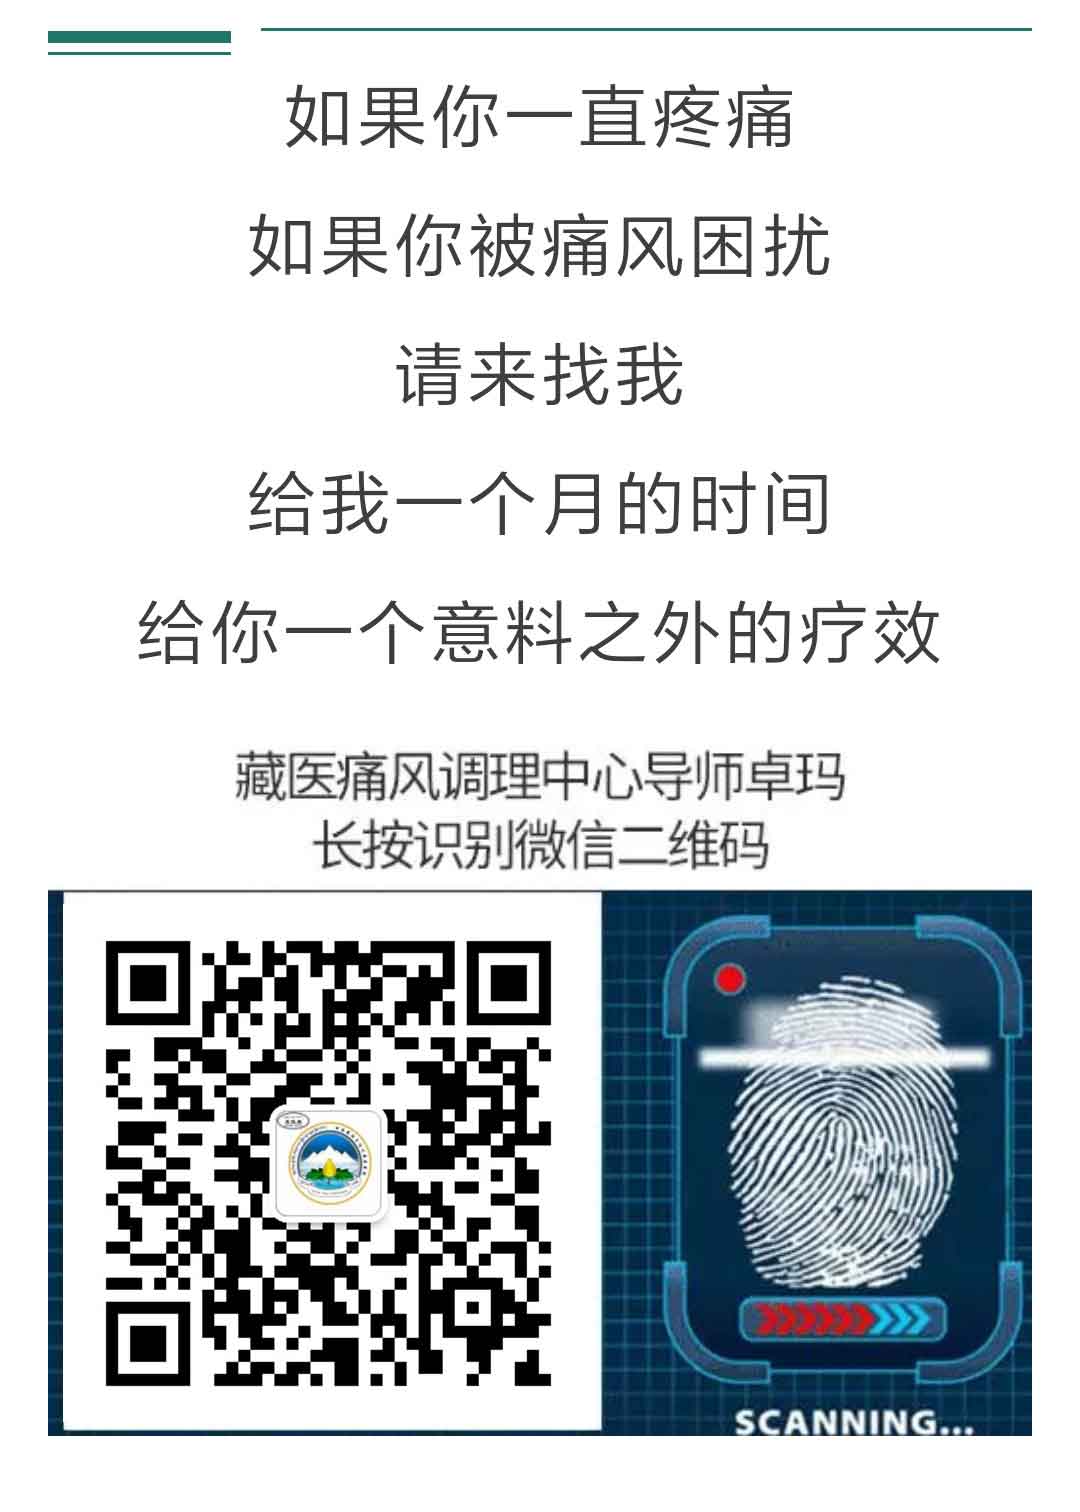 如果你一直疼痛
如果你被痛风困扰
请来找我
给我一个月的时间
给你一个意料之外的疗效
藏医痛风调理中心导师卓玛
长按识别微信二维码
SCANNING...